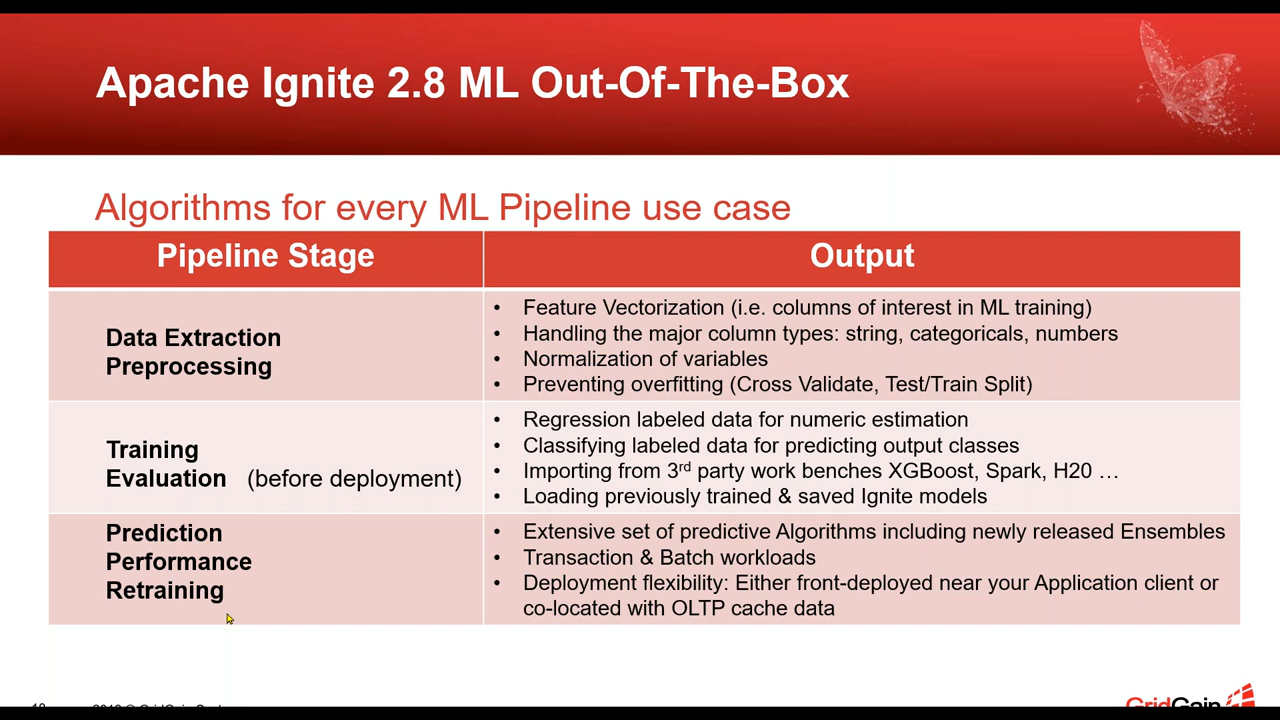 Apache Ignite 2.8 ML Out-Of-The-Box
Algorithms for every ML Pipeline use case
Pipeline Stage
Output
Data Extraction
Preprocessing
• Feature Vectorization (i.e. columns of interest in ML training)
• Handling the major column types: string, categoricals, numbers
• Normalization of variables
• Preventing overfitting (Cross Validate, Test/Train Split)
Training
Evaluation (before deployment)
• Regression labeled data for numeric estimation
• Classifying labeled data for predicting output classes
• Importing from 3rd party work benches XGBoost, Spark, H20 …
• Loading previously trained & saved Ignite models
Prediction
Performance
Retraining
• Extensive set of predictive Algorithms including newly released Ensembles
• Transaction & Batch workloads
• Deployment flexibility: Either front-deployed near your Application client or
co-located with OLTP cache data
GridGain